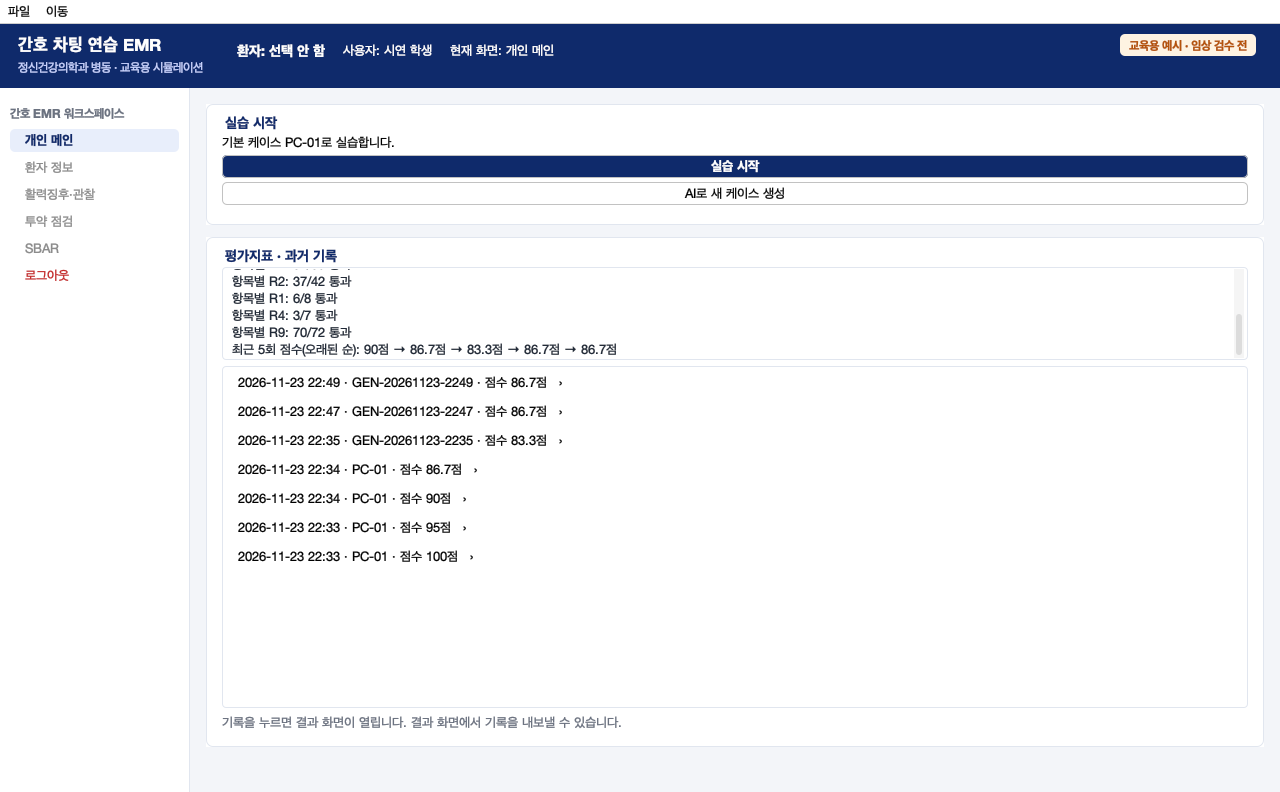 파일 이동
간호 차팅 연습 EMR
정신건강의학과 병동 · 교육용 시뮬레이션
환자: 선택 안 함 사용자: 시연 학생 현재 화면: 개인 메인
교육용 예시 · 임상 검수 전
간호 EMR 워크스페이스
개인 메인
환자 정보
활력징후·관찰
투약 점검
SBAR
로그아웃
실습 시작
기본 케이스 PC-01로 실습합니다.
실습 시작
AI로 새 케이스 생성
평가지표 · 과거 기록
항목별 R2: 37/42 통과
항목별 R1: 6/8 통과
항목별 R4: 3/7 통과
항목별 R9: 70/72 통과
최근 5회 점수(오래된 순): 90점 → 86.7점 → 83.3점 → 86.7점 → 86.7점
2026-11-23 22:49 · GEN-20261123-2249 · 점수 86.7점 ›
2026-11-23 22:47 · GEN-20261123-2247 · 점수 86.7점 ›
2026-11-23 22:35 · GEN-20261123-2235 · 점수 83.3점 ›
2026-11-23 22:34 · PC-01 · 점수 86.7점 ›
2026-11-23 22:34 · PC-01 · 점수 90점 ›
2026-11-23 22:33 · PC-01 · 점수 95점 ›
2026-11-23 22:33 · PC-01 · 점수 100점 ›
기록을 누르면 결과 화면이 열립니다. 결과 화면에서 기록을 내보낼 수 있습니다.